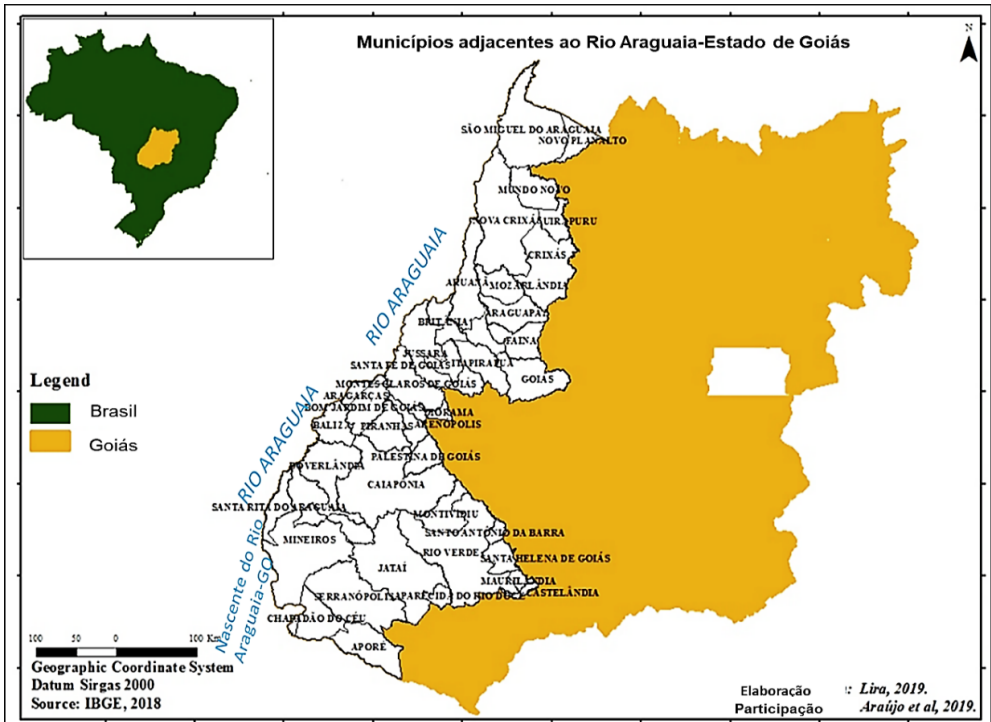 Municípios adjacentes ao Rio Araguaia-Estado de Goiás
N
SÃO MIGUEL DO ARAGUAIA
NOVO PLANALTO
MUNDO NOVO
NOVA CRIXÁS
UIRAPURU
CRIXÁS
ARUANÃ
MOZARLÂNDIA
ARAGUAPAZ
BRITÂNIA
FAINA
JUSSARA
SANTA FÉ DE GOIÁS
ITAPIRAPUÃ
GOIÁS
MONTES CLAROS DE GOIÁS
ARAGARÇAS
BOM JARDIM DE GOIÁS
DIORAMA
BALIZA
PIRANHAS
ARENÓPOLIS
PALESTINA DE GOIÁS
DOVERLÂNDIA
CAIAPÔNIA
SANTA RITA DO ARAGUAIA
MONTIVIDIU
MINEIROS
SANTO ANTÔNIO DA BARRA
RIO VERDE
SANTA HELENA DE GOIÁS
JATAÍ
MAURILÂNDIA
CASTELÂNDIA
SERRANÓPOLIS
APARECIDA DO RIO DOCE
CHAPADÃO DO CÉU
APORÉ
RIO ARAGUAIA
RIO ARAGUAIA
Nascente do Rio
Araguaia-GO
Legend
Brasil
Goiás
100 50 0 100 Km
Geographic Coordinate System
Datum Sirgas 2000
Source: IBGE, 2018
Elaboração : Lira, 2019.
Participação Araújo et al, 2019.